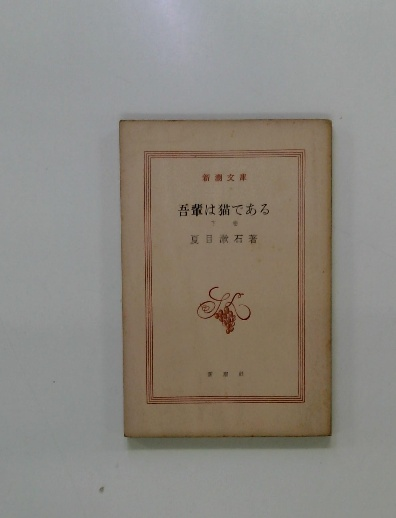 新潮文庫
吾輩は猫である
下巻
夏目漱石著
新潮社